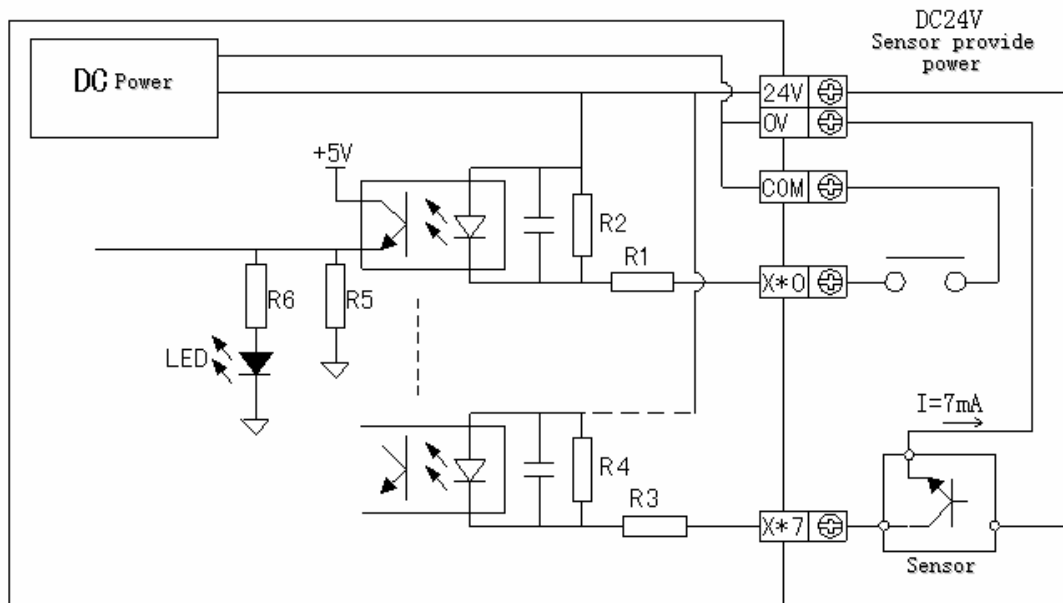 DC24V
Sensor provide
power
DC Power
24V
0V
+5V
COM
R2
R1
X*0
R6
R5
LED
I=7mA
R4
R3
X*7
Sensor